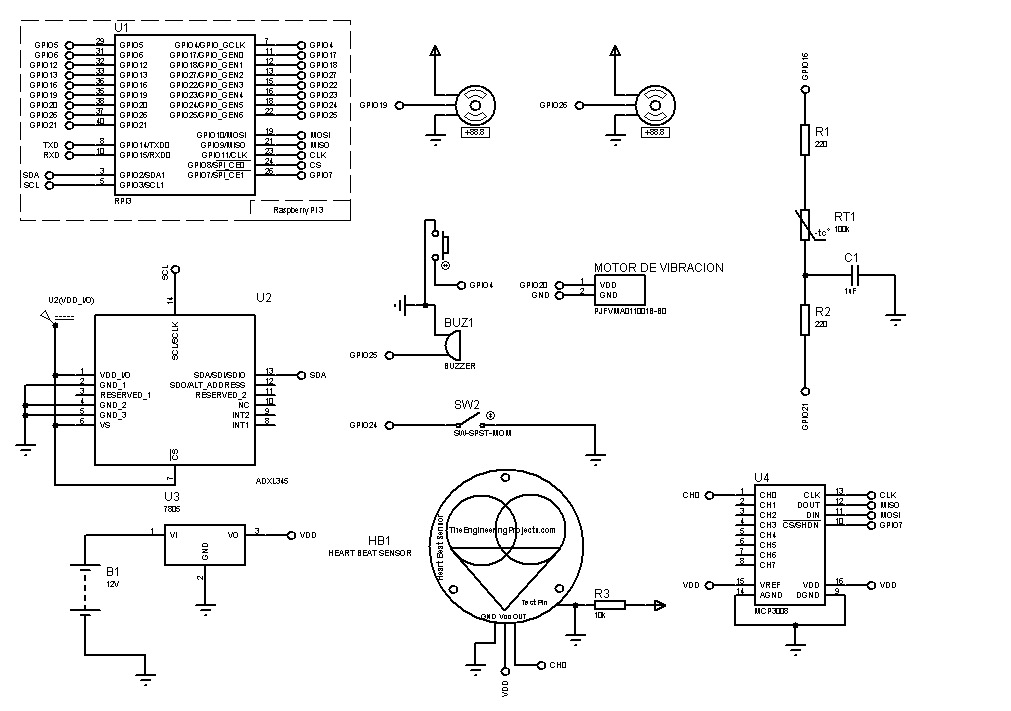 U1
GPIO5 29 GPIO5 GPIO4/GPIO_GCLK 7 GPIO4
GPIO6 31 GPIO6 GPIO17/GPIO_GEN0 11 GPIO17
GPIO12 32 GPIO12 GPIO18/GPIO_GEN1 12 GPIO18
GPIO13 33 GPIO13 GPIO27/GPIO_GEN2 13 GPIO27
GPIO16 36 GPIO16 GPIO22/GPIO_GEN3 15 GPIO22
GPIO19 35 GPIO19 GPIO23/GPIO_GEN4 16 GPIO23
GPIO20 38 GPIO20 GPIO24/GPIO_GEN5 18 GPIO24
GPIO26 37 GPIO26 GPIO25/GPIO_GEN6 22 GPIO25
GPIO21 40 GPIO21
GPIO10/MOSI 19 MOSI
TXD 8 GPIO14/TXD0 GPIO9/MISO 21 MISO
RXD 10 GPIO15/RXD0 GPIO11/CLK 23 CLK
GPIO8/SPI_CE0 24 CS
SDA 3 GPIO2/SDA1 GPIO7/SPI_CE1 26 GPIO7
SCL 5 GPIO3/SCL1
RPI3
Raspberry PI 3
GPIO19
+88.8
GPIO26
+88.8
GPIO16
R1
220
RT1
-tc°
100k
C1
1nF
R2
220
GPIO21
GPIO4
BUZ1
GPIO25
BUZZER
MOTOR DE VIBRACION
GPIO20 1 VDD
GND 2 GND
PJFVMA0110018-80
SCL
14
U2
U2(VDD_I/O)
SCL/SCLK
1 VDD_I/O SDA/SDI/SDIO 13 SDA
2 GND_1 SDO/ALT_ADDRESS 12
3 RESERVED_1 RESERVED_2 11
4 GND_2 NC 10
5 GND_3 INT2 9
6 VS INT1 8
CS
7
ADXL345
SW2
GPIO24
SW-SPST-MOM
U3
7805
1 VI VO 3 VDD
GND
2
B1
12V
HB1
HEART BEAT SENSOR
Heart Beat Sensor
TheEngineeringProjects.com
Test Pin
GND Vcc OUT
CH0
VDD
R3
10k
U4
CH0 1 CH0 CLK 13 CLK
2 CH1 DOUT 12 MISO
3 CH2 DIN 11 MOSI
4 CH3 CS/SHDN 10 GPIO7
5 CH4
6 CH5
7 CH6
8 CH7
VDD 15 VREF VDD 16 VDD
14 AGND DGND 9
MCP3008